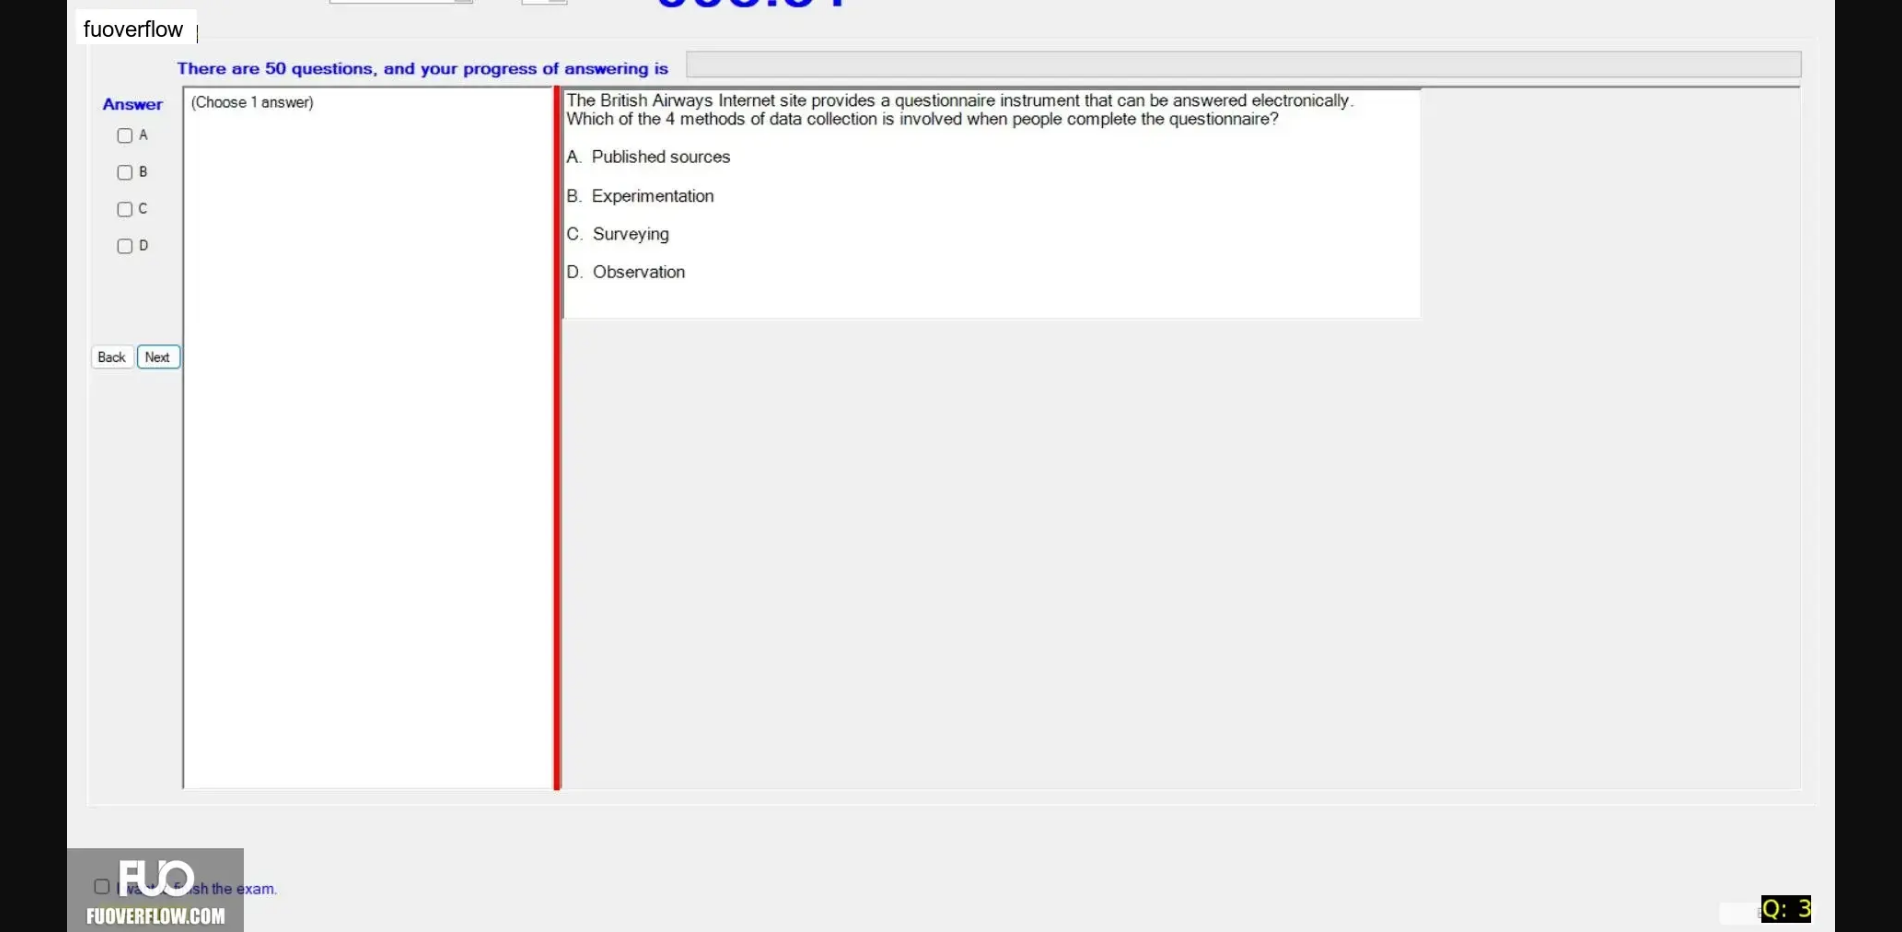 fuoverflow
There are 50 questions, and your progress of answering is
Answer
(Choose 1 answer)
A
B
C
D
Back Next
The British Airways Internet site provides a questionnaire instrument that can be answered electronically.
Which of the 4 methods of data collection is involved when people complete the questionnaire?
A. Published sources
B. Experimentation
C. Surveying
D. Observation
FUO
sh the exam.
FUOVERFLOW.COM
Q: 3